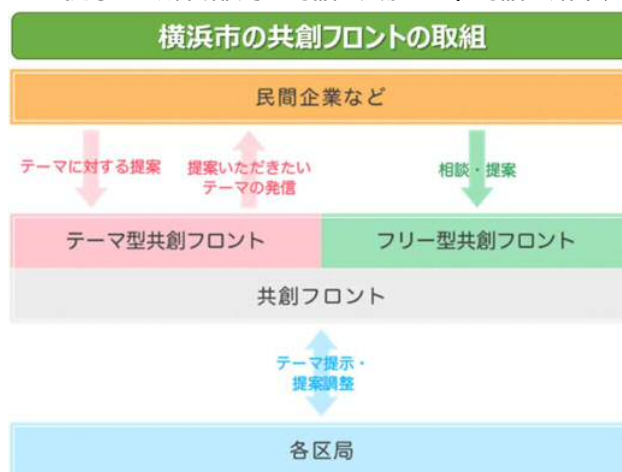 横浜市の共創フロントの取組
民間企業など
テーマに対する提案
提案いただきたい
テーマの発信
相談・提案
テーマ型共創フロント
フリー型共創フロント
共創フロント
テーマ提示・
提案調整
各区局